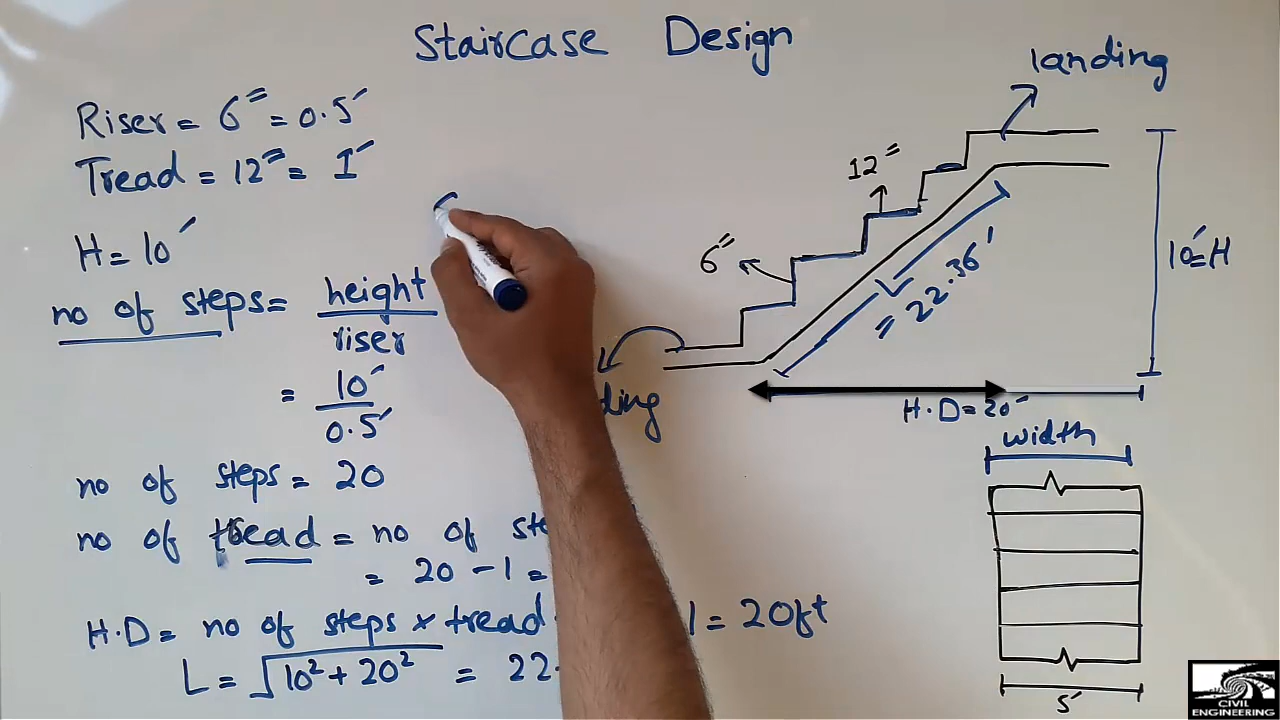 Staircase Design
Riser = 6" = 0.5'
Tread = 12" = 1'
H = 10'
no of steps = height / riser
= 10' / 0.5'
no of steps = 20
no of tread = no of
= 20 - 1 =
H.D = no of steps x tread 1 = 20ft
L = √10² + 20² = 22.
landing
12"
6"
= 22.36'
10' = H
H.D = 20'
width
5'
CIVIL
ENGINEERING